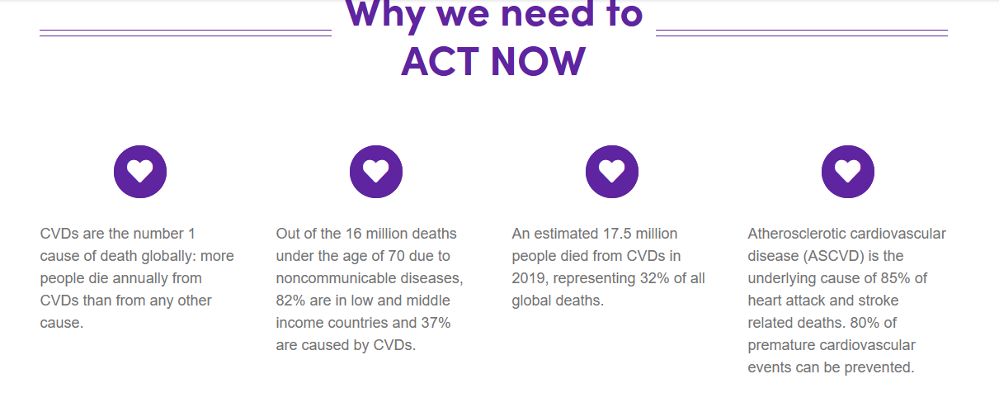 Why we need to
ACT NOW
CVDs are the number 1
cause of death globally: more
people die annually from
CVDs than from any other
cause.
Out of the 16 million deaths
under the age of 70 due to
noncommunicable diseases,
82% are in low and middle
income countries and 37%
are caused by CVDs.
An estimated 17.5 million
people died from CVDs in
2019, representing 32% of all
global deaths.
Atherosclerotic cardiovascular
disease (ASCVD) is the
underlying cause of 85% of
heart attack and stroke
related deaths. 80% of
premature cardiovascular
events can be prevented.